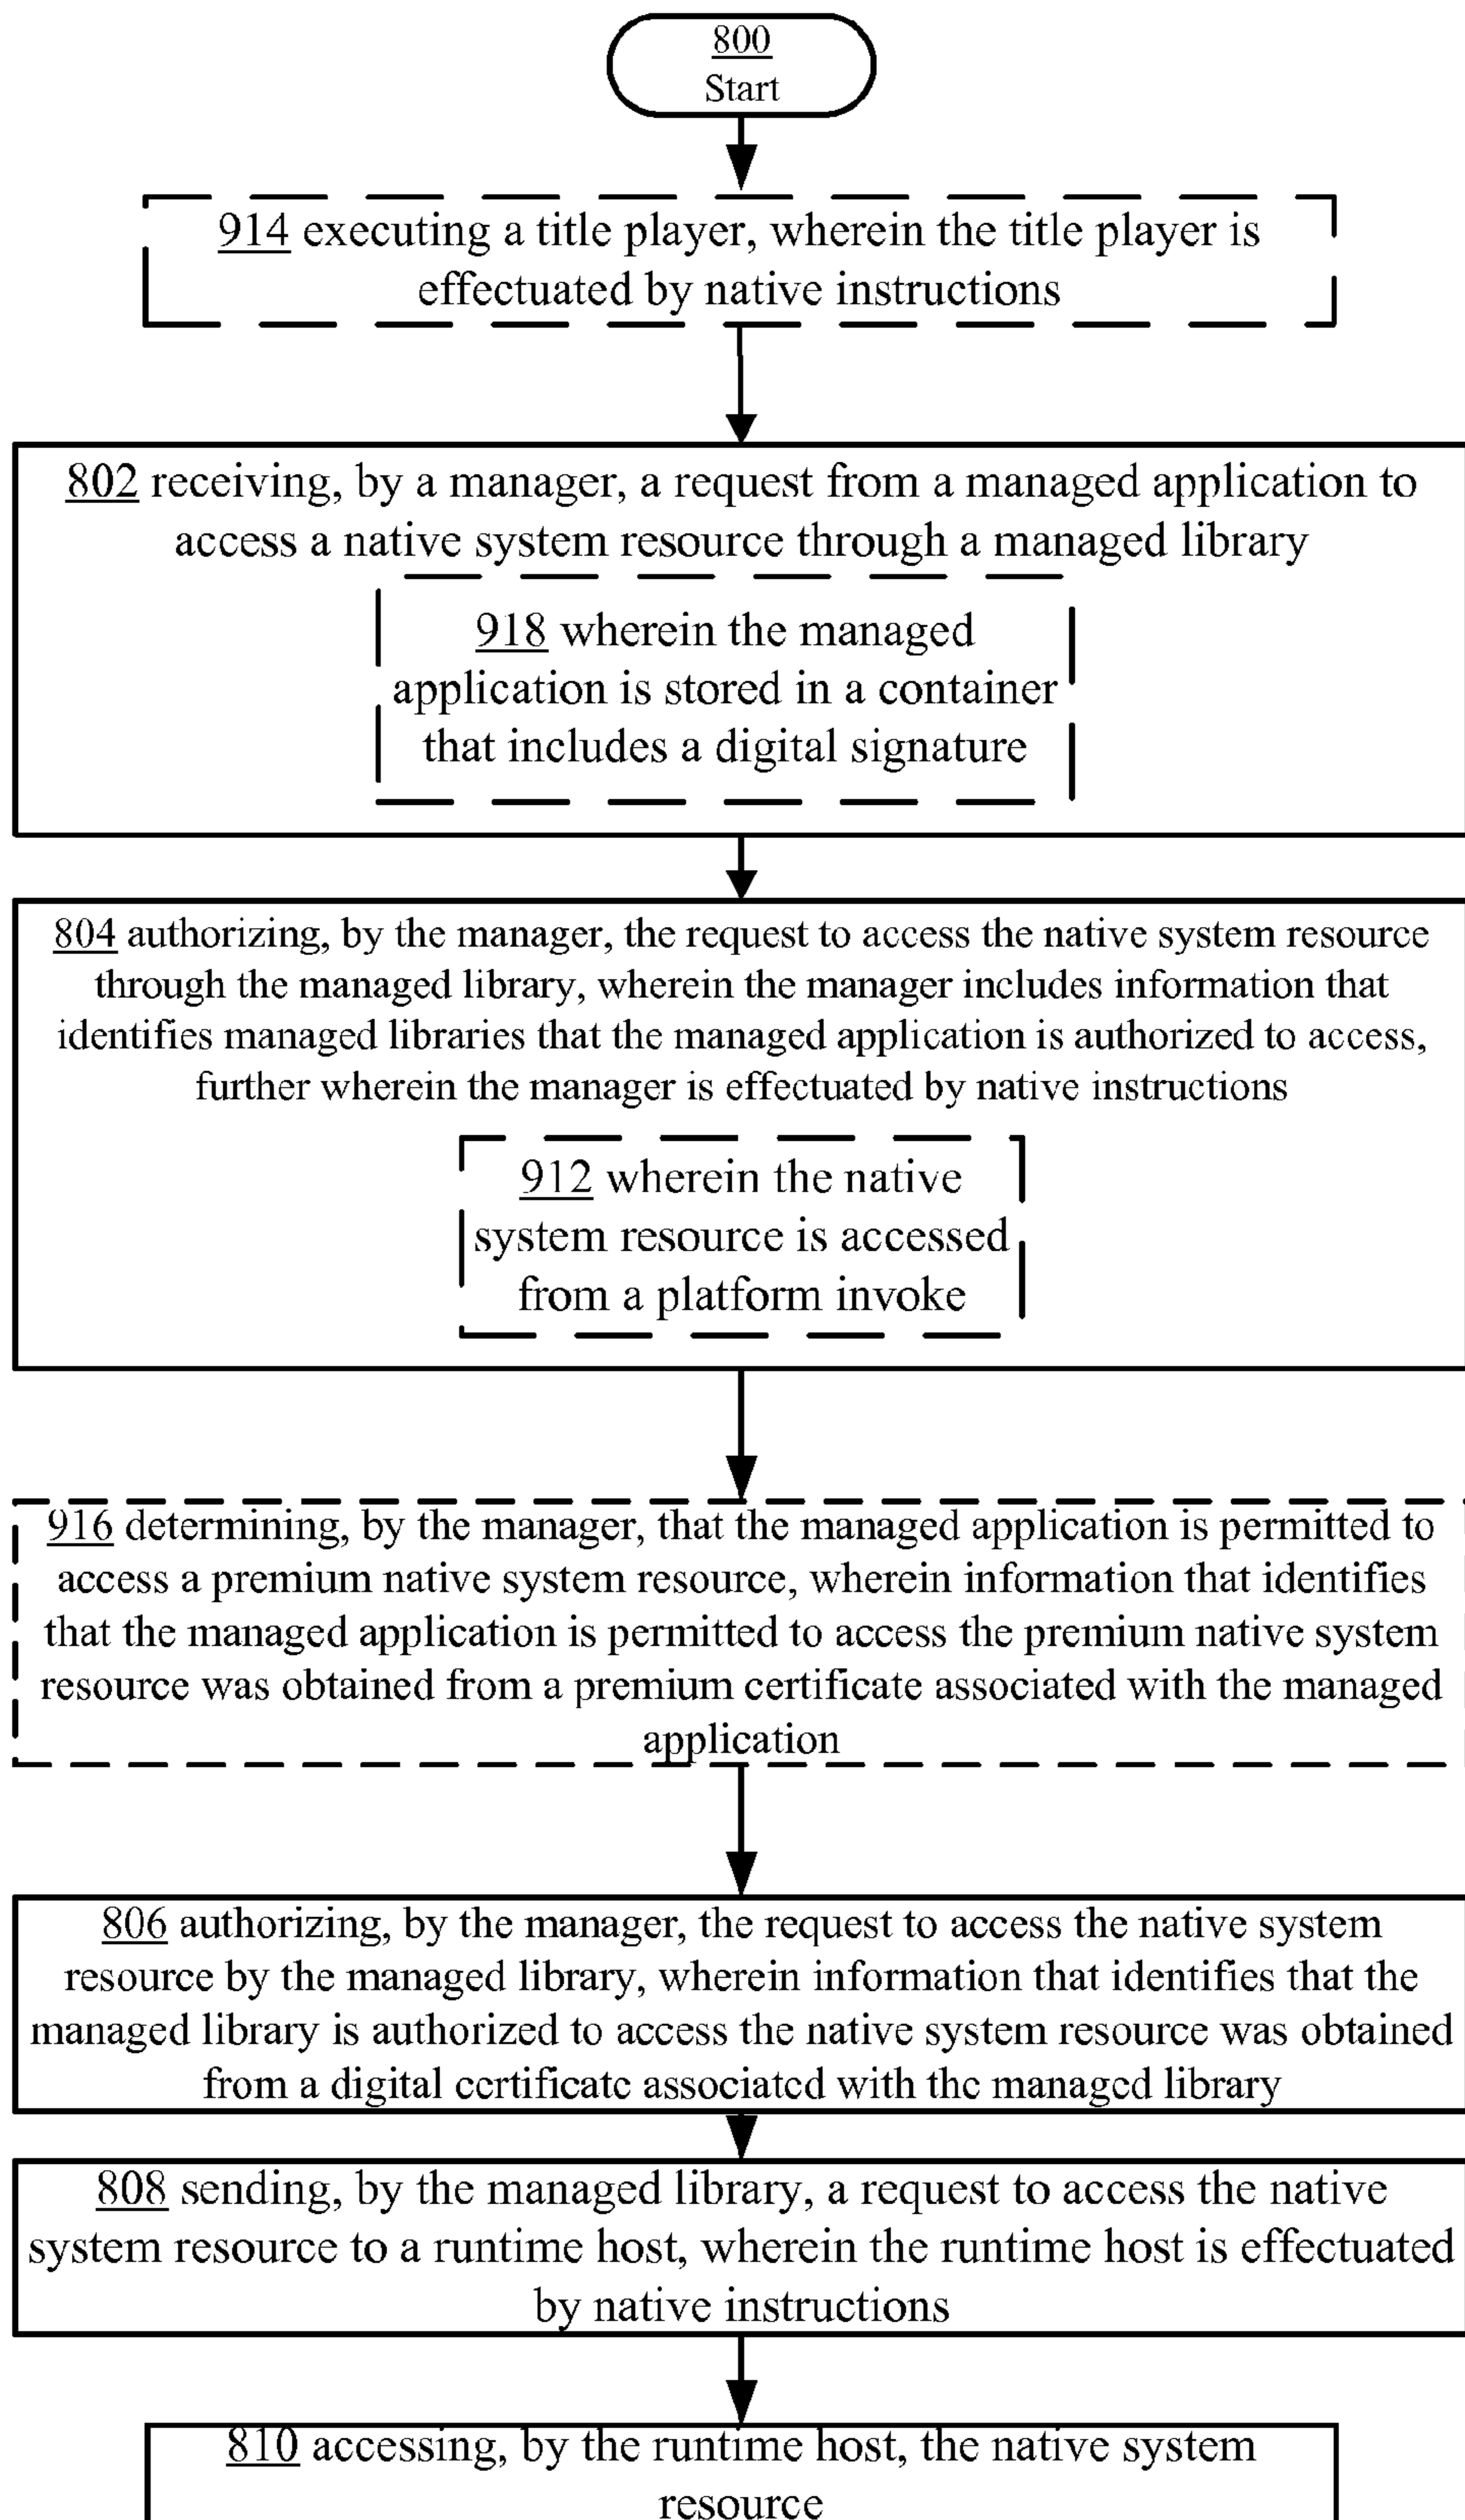 800
Start
914 executing a title player, wherein the title player is
effectuated by native instructions
802 receiving, by a manager, a request from a managed application to
access a native system resource through a managed library
918 wherein the managed
application is stored in a container
that includes a digital signature
804 authorizing, by the manager, the request to access the native system resource
through the managed library, wherein the manager includes information that
identifies managed libraries that the managed application is authorized to access,
further wherein the manager is effectuated by native instructions
912 wherein the native
system resource is accessed
from a platform invoke
916 determining, by the manager, that the managed application is permitted to
access a premium native system resource, wherein information that identifies
that the managed application is permitted to access the premium native system
resource was obtained from a premium certificate associated with the managed
application
806 authorizing, by the manager, the request to access the native system
resource by the managed library, wherein information that identifies that the
managed library is authorized to access the native system resource was obtained
from a digital certificate associated with the managed library
808 sending, by the managed library, a request to access the native
system resource to a runtime host, wherein the runtime host is effectuated
by native instructions
810 accessing, by the runtime host, the native system
resource